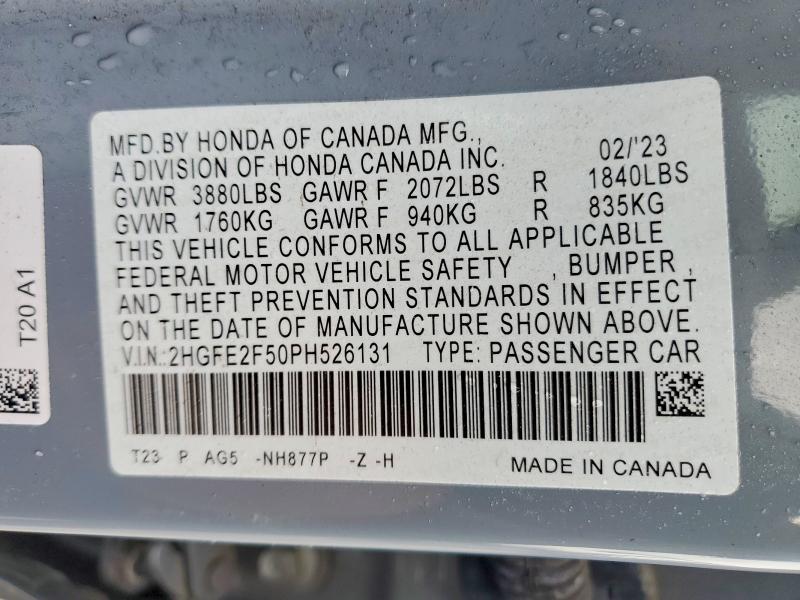 MFD.BY HONDA OF CANADA MFG.,
A DIVISION OF HONDA CANADA INC. 02/'23
GVWR 3880LBS GAWR F 2072LBS R 1840LBS
GVWR 1760KG GAWR F 940KG R 835KG
THIS VEHICLE CONFORMS TO ALL APPLICABLE
FEDERAL MOTOR VEHICLE SAFETY , BUMPER ,
AND THEFT PREVENTION STANDARDS IN EFFECT
ON THE DATE OF MANUFACTURE SHOWN ABOVE.
V.I.N.:2HGFE2F50PH526131 TYPE: PASSENGER CAR
T23 P AG5 -NH877P -Z -H
MADE IN CANADA
T20 A1